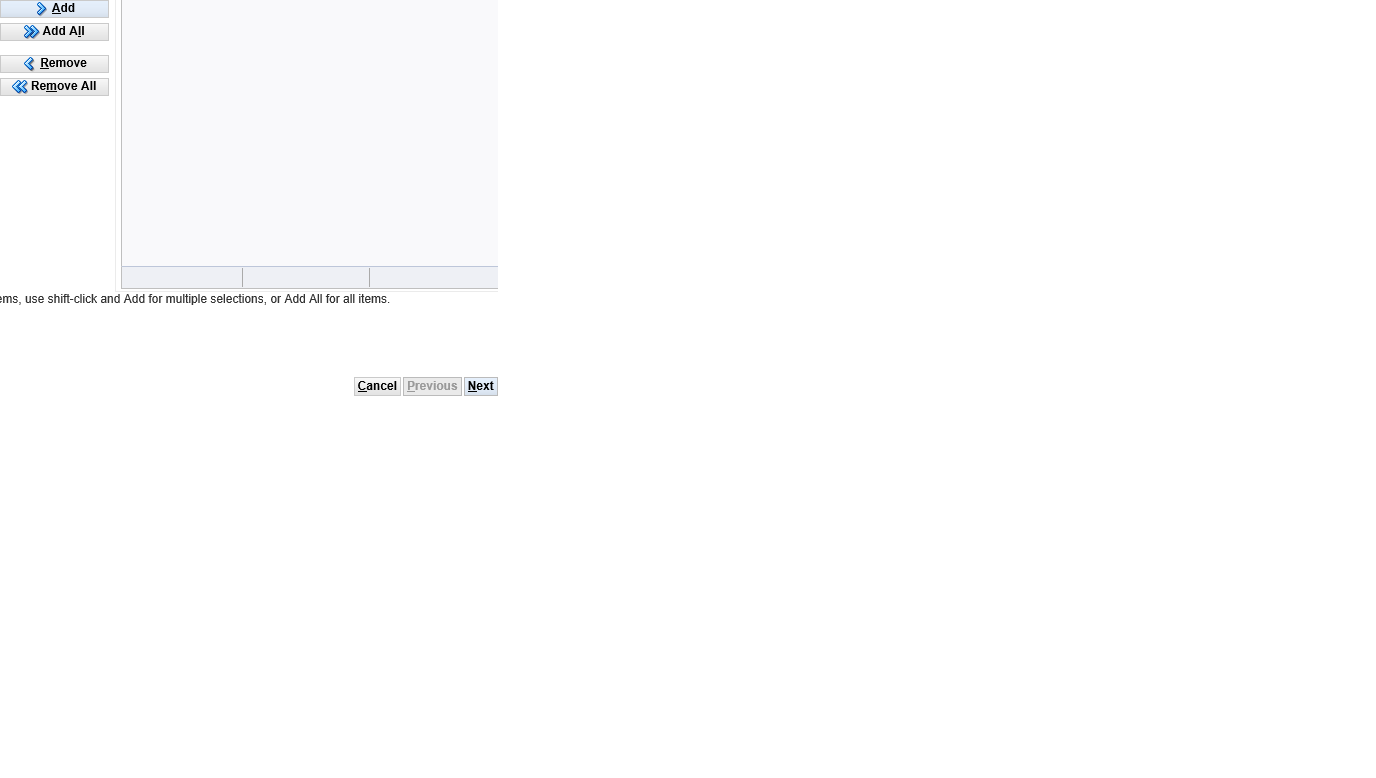 Add
Add All
Remove
Remove All
ems, use shift-click and Add for multiple selections, or Add All for all items.
Cancel Previous Next